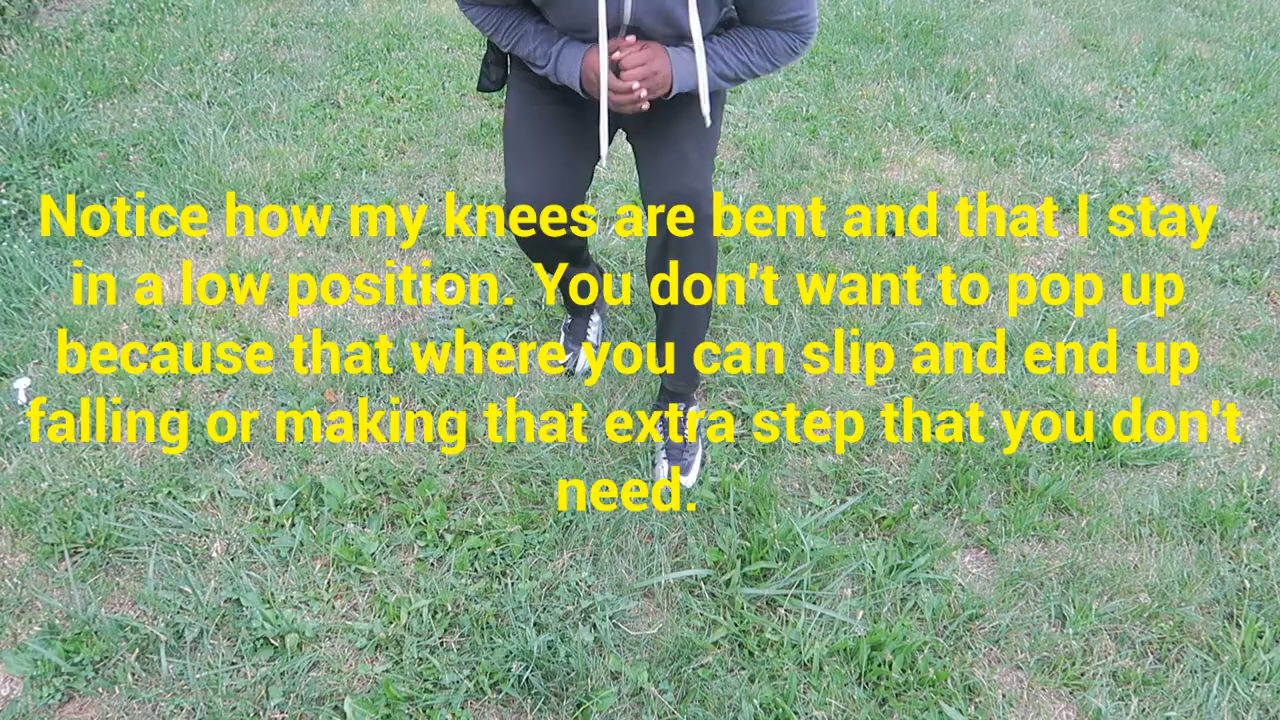 Notice how my knees are bent and that I stay
in a low position. You don't want to pop up
because that where you can slip and end up
falling or making that extra step that you don't
need.